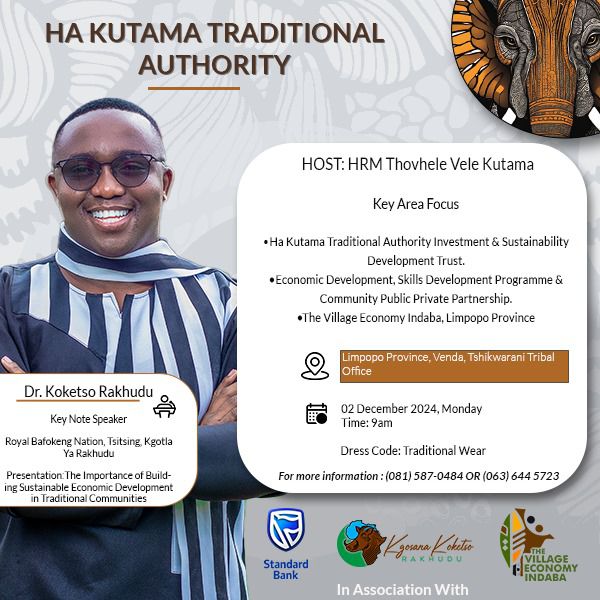 HA KUTAMA TRADITIONAL
AUTHORITY
HOST: HRM Thovhele Vele Kutama
Key Area Focus
•Ha Kutama Traditional Authority Investment & Sustainability
Development Trust.
•Economic Development, Skills Development Programme &
Community Public Private Partnership.
•The Village Economy Indaba, Limpopo Province
Limpopo Province, Venda, Tshikwarani Tribal
Office
02 December 2024, Monday
Time: 9am
Dress Code: Traditional Wear
For more information : (081) 587-0484 OR (063) 644 5723
Dr. Koketso Rakhudu
Key Note Speaker
Royal Bafokeng Nation, Tsitsing, Kgotla
Ya Rakhudu
Presentation:The Importance of Build-
ing Sustainable Economic Development
in Traditional Communities
Standard
Bank
Kgosana Koketso
RAKHUDU
THE
VILLAGE
ECONOMY
INDABA
In Association With